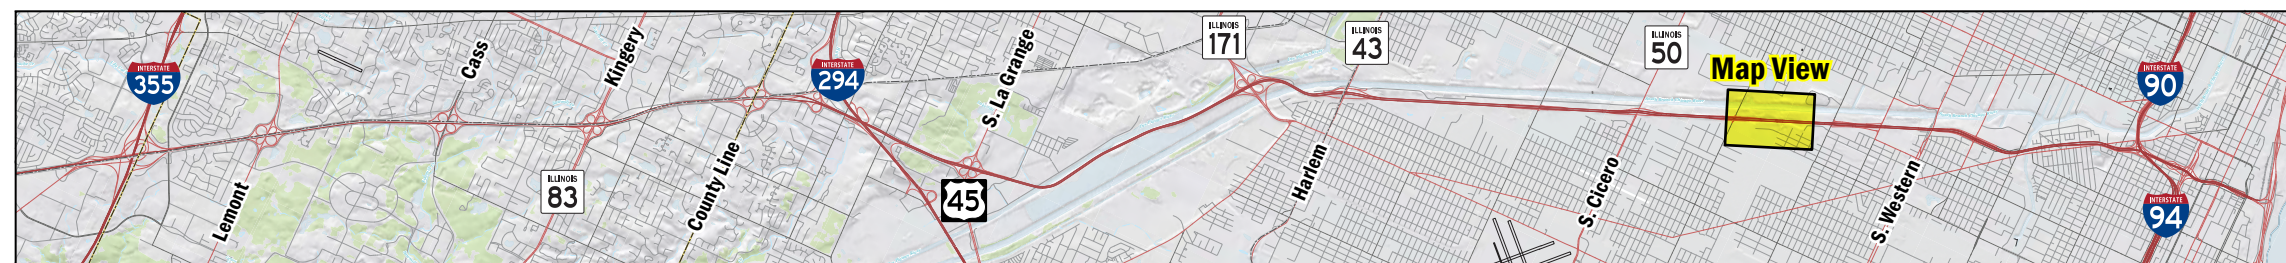 INTERSTATE
355
Lemont
Cass
ILLINOIS
83
Kingery
County Line
INTERSTATE
294
45
S. La Grange
ILLINOIS
171
Harlem
ILLINOIS
43
S. Cicero
ILLINOIS
50
Map View
S. Western
INTERSTATE
90
INTERSTATE
94